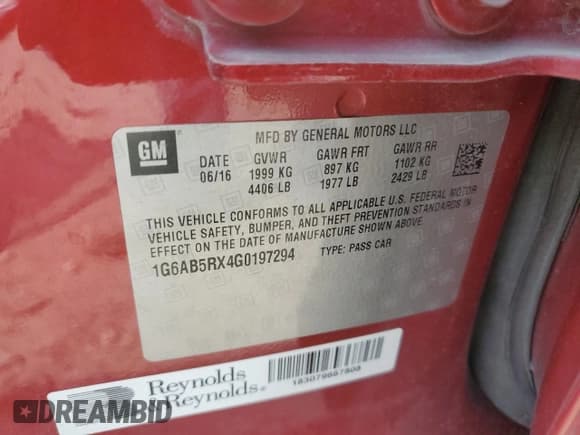 GM
MFD BY GENERAL MOTORS LLC
DATE GVWR GAWR FRT GAWR RR
06/16 1999 KG 897 KG 1102 KG
4406 LB 1977 LB 2429 LB
THIS VEHICLE CONFORMS TO ALL APPLICABLE U.S. FEDERAL MOTOR
VEHICLE SAFETY, BUMPER, AND THEFT PREVENTION STANDARDS IN
EFFECT ON THE DATE OF MANUFACTURE SHOWN ABOVE.
1G6AB5RX4G0197294 TYPE: PASS CAR
Reynolds
Reynolds®
183079667808
DREAMBID